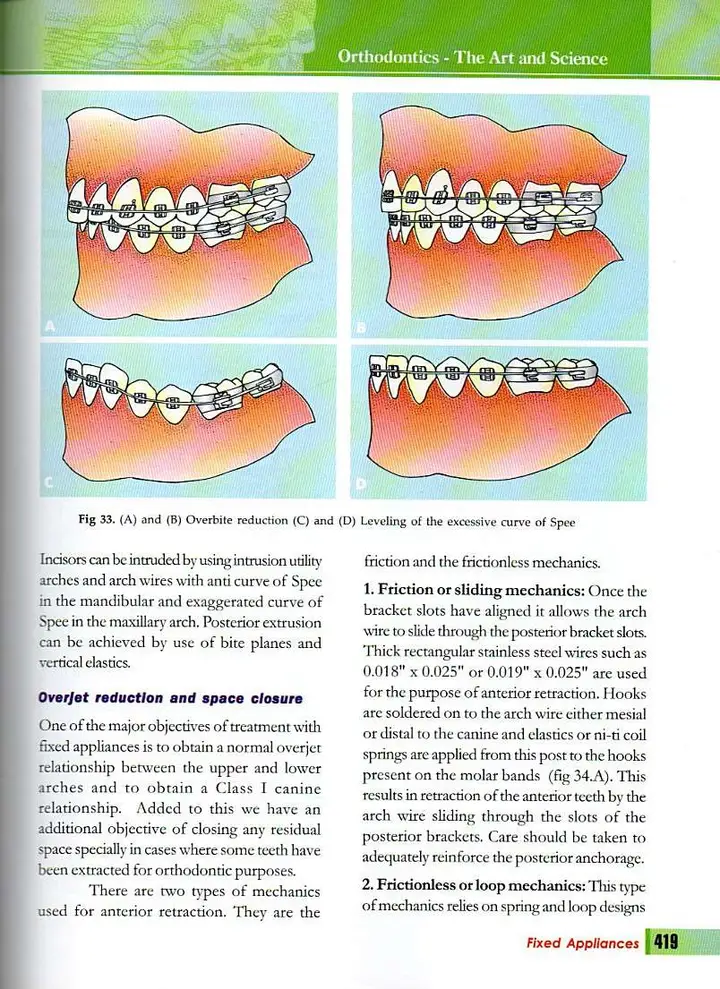 Orthodontics - The Art and Science
A
B
C
D
Fig 33. (A) and (B) Overbite reduction (C) and (D) Leveling of the excessive curve of Spee
Incisors can be intruded by using intrusion utility
arches and arch wires with anti curve of Spee
in the mandibular and exaggerated curve of
Spee in the maxillary arch. Posterior extrusion
can be achieved by use of bite planes and
vertical elastics.
Overjet reduction and space closure
One of the major objectives of treatment with
fixed appliances is to obtain a normal overjet
relationship between the upper and lower
arches and to obtain a Class I canine
relationship. Added to this we have an
additional objective of closing any residual
space specially in cases where some teeth have
been extracted for orthodontic purposes.
There are two types of mechanics
used for anterior retraction. They are the
friction and the frictionless mechanics.
1. Friction or sliding mechanics: Once the
bracket slots have aligned it allows the arch
wire to slide through the posterior bracket slots.
Thick rectangular stainless steel wires such as
0.018" x 0.025" or 0.019" x 0.025" are used
for the purpose of anterior retraction. Hooks
are soldered on to the arch wire either mesial
or distal to the canine and elastics or ni-ti coil
springs are applied from this post to the hooks
present on the molar bands (fig 34.A). This
results in retraction of the anterior teeth by the
arch wire sliding through the slots of the
posterior brackets. Care should be taken to
adequately reinforce the posterior anchorage.
2. Frictionless or loop mechanics: This type
of mechanics relies on spring and loop designs
Fixed Appliances 419